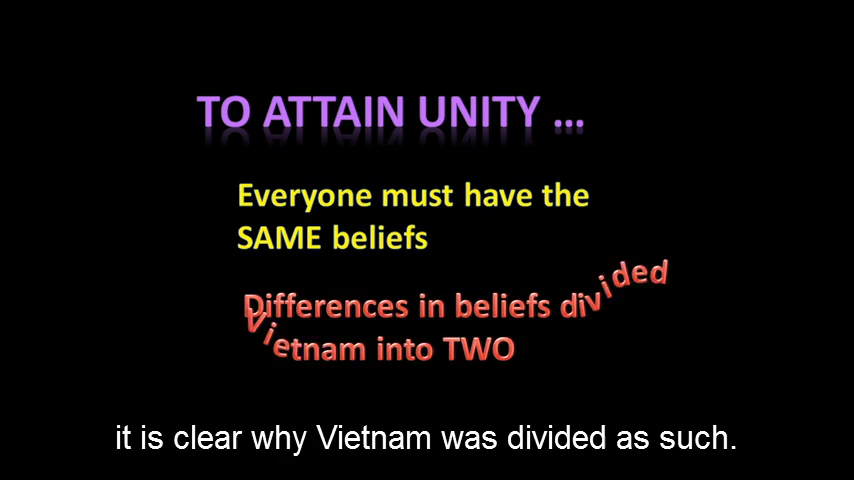 TO ATTAIN UNITY ...
Everyone must have the
SAME beliefs
Differences in beliefs divided
Vietnam into TWO
it is clear why Vietnam was divided as such.